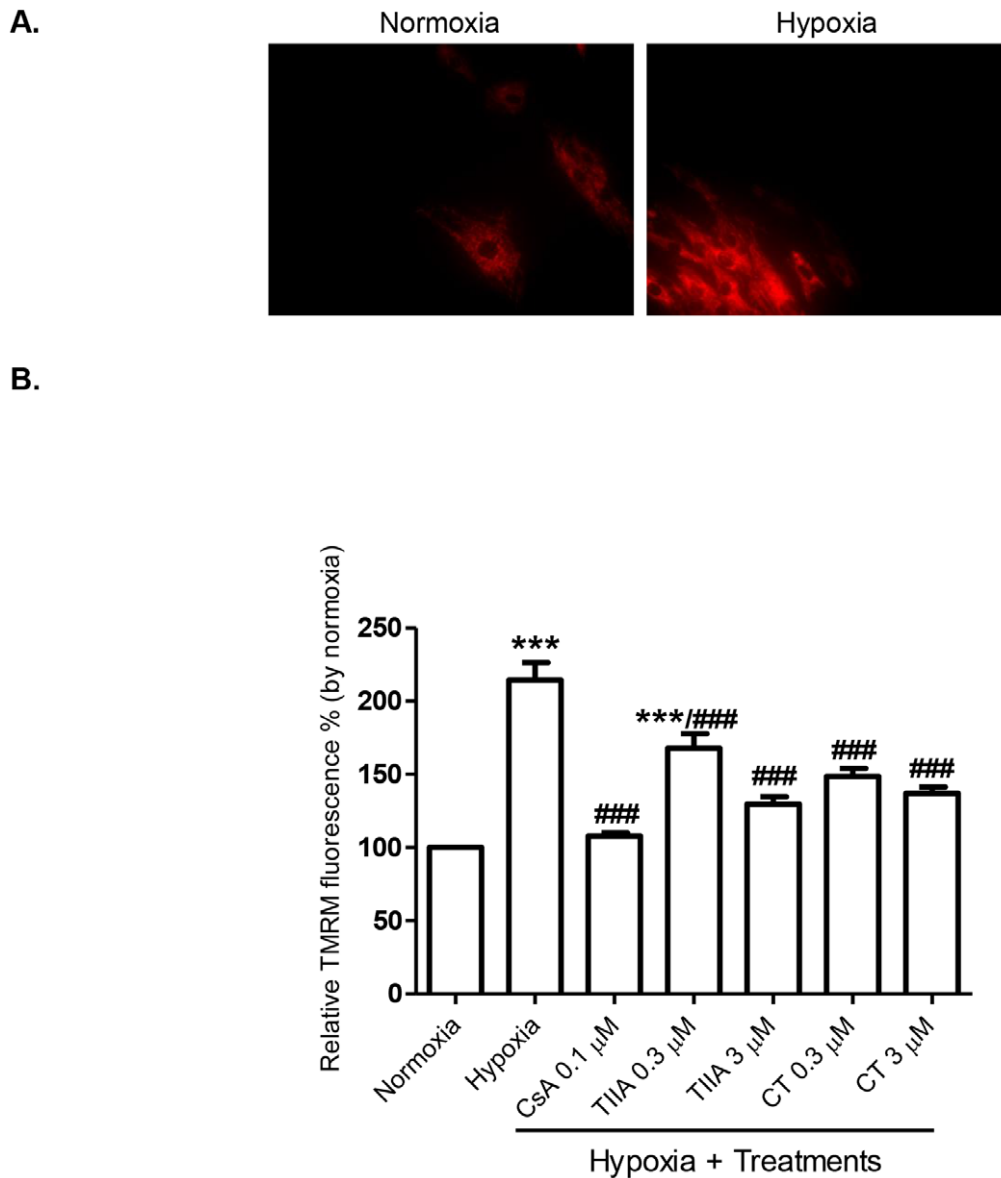 A.
Normoxia
Hypoxia
B.
Relative TMRM fluorescence % (by normoxia)
250
200
150
100
50
0
***
###
***/###
###
###
###
Normoxia
Hypoxia
CsA 0.1 µM
TIIA 0.3 µM
TIIA 3 µM
CT 0.3 µM
CT 3 µM
Hypoxia + Treatments